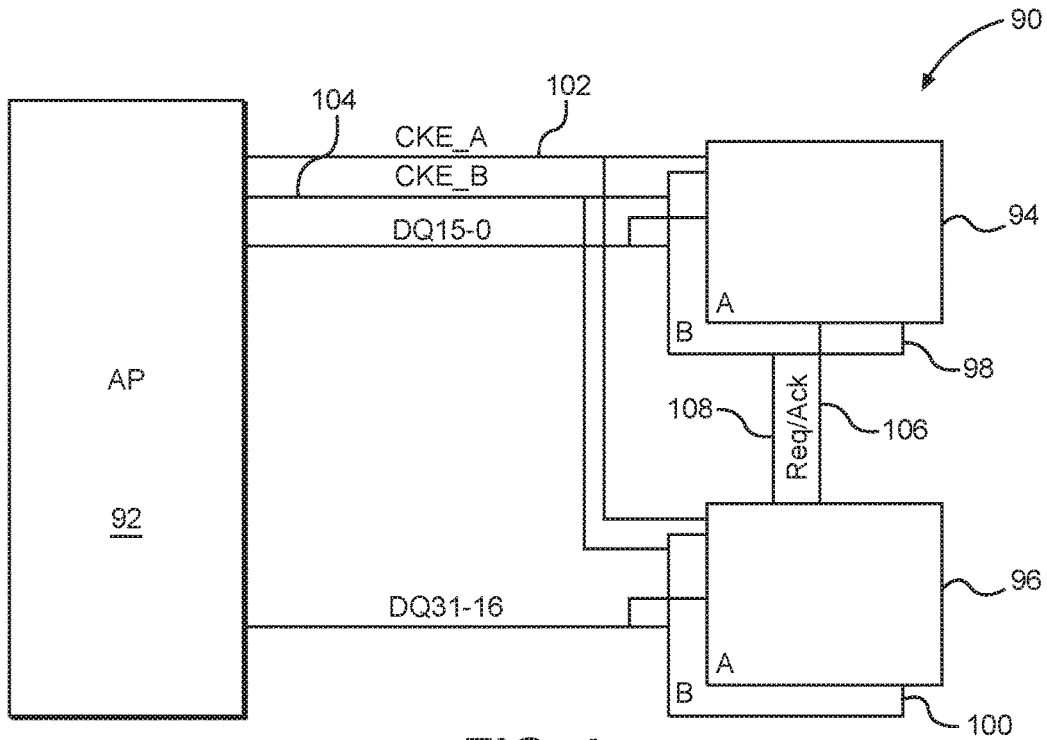 90
104
102
CKE_A
CKE_B
DQ15-0
94
A
B
98
AP
108
Req/Ack
106
92
96
DQ31-16
A
B
100